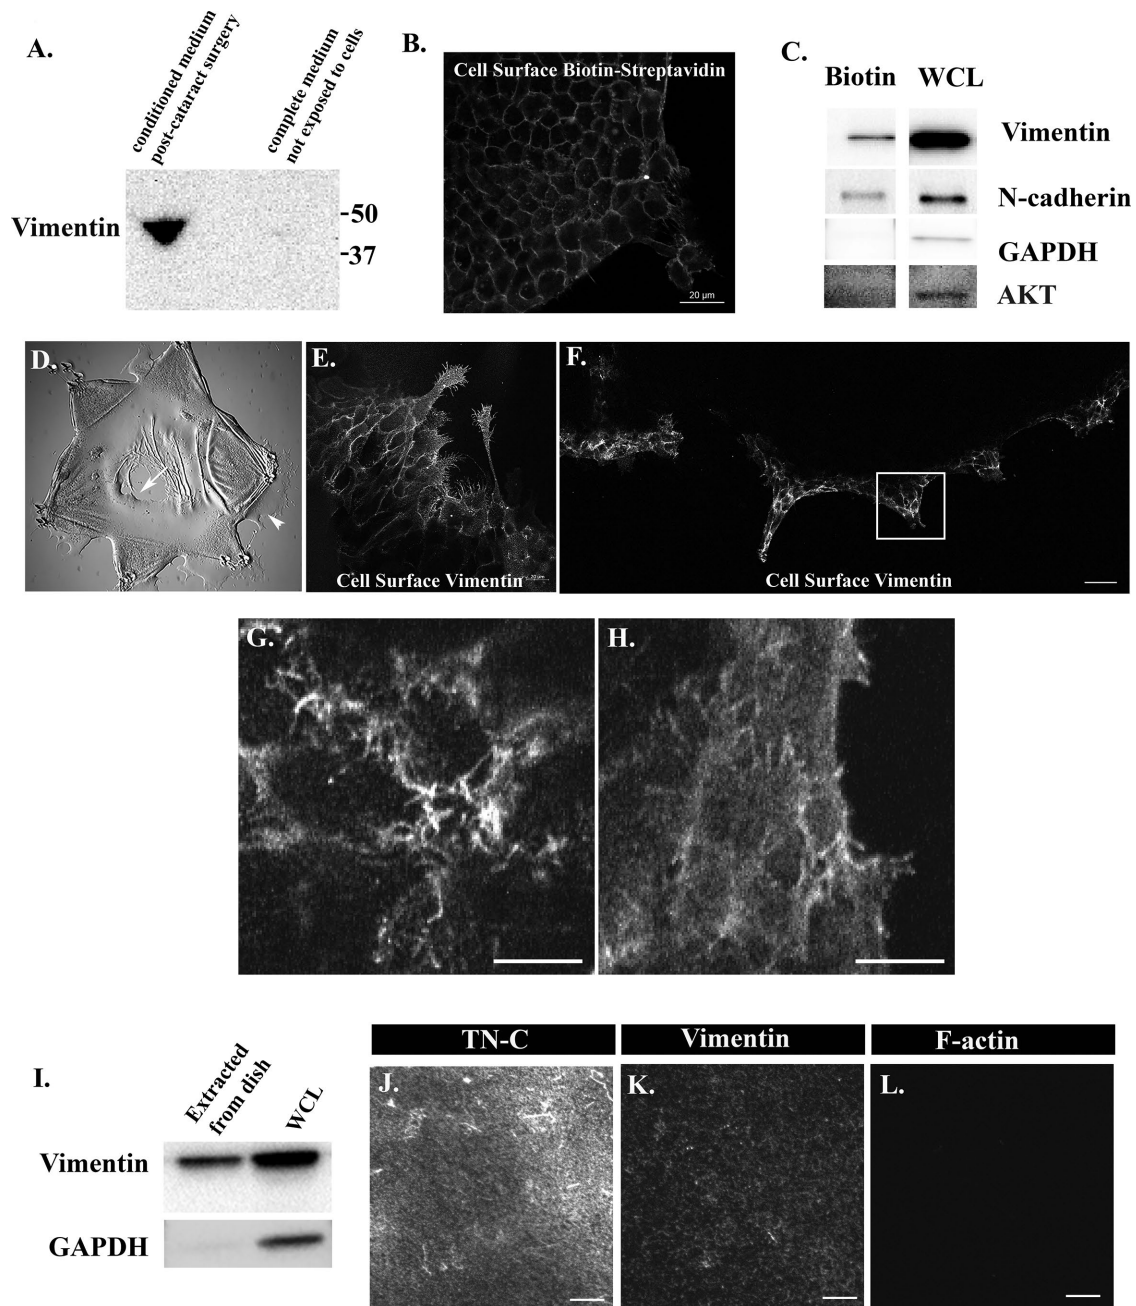 A.
conditioned medium
post-cataract surgery
complete medium
not exposed to cells
Vimentin
-50
-37
B.
Cell Surface Biotin-Streptavidin
20 µm
C.
Biotin WCL
Vimentin
N-cadherin
GAPDH
AKT
D.
E.
Cell Surface Vimentin
20 µm
F.
Cell Surface Vimentin
G.
H.
I.
Extracted
from dish
WCL
Vimentin
GAPDH
TN-C
Vimentin
F-actin
J.
K.
L.